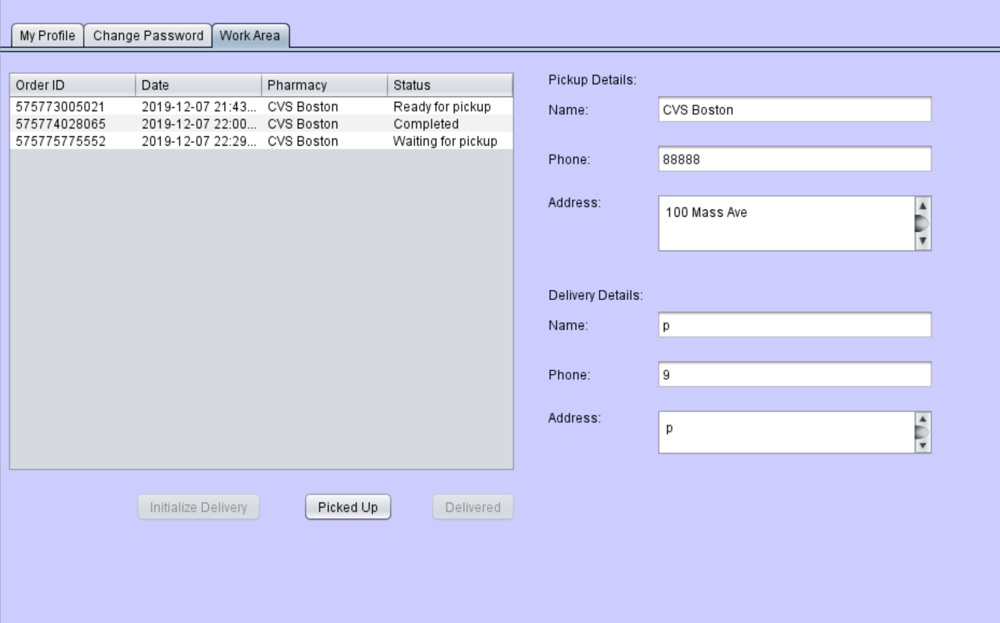 My Profile Change Password Work Area
Order ID Date Pharmacy Status
575773005021 2019-12-07 21:43... CVS Boston Ready for pickup
575774028065 2019-12-07 22:00... CVS Boston Completed
575775775552 2019-12-07 22:29... CVS Boston Waiting for pickup
Initialize Delivery Picked Up Delivered
Pickup Details:
Name: CVS Boston
Phone: 88888
Address: 100 Mass Ave
Delivery Details:
Name: p
Phone: 9
Address: p